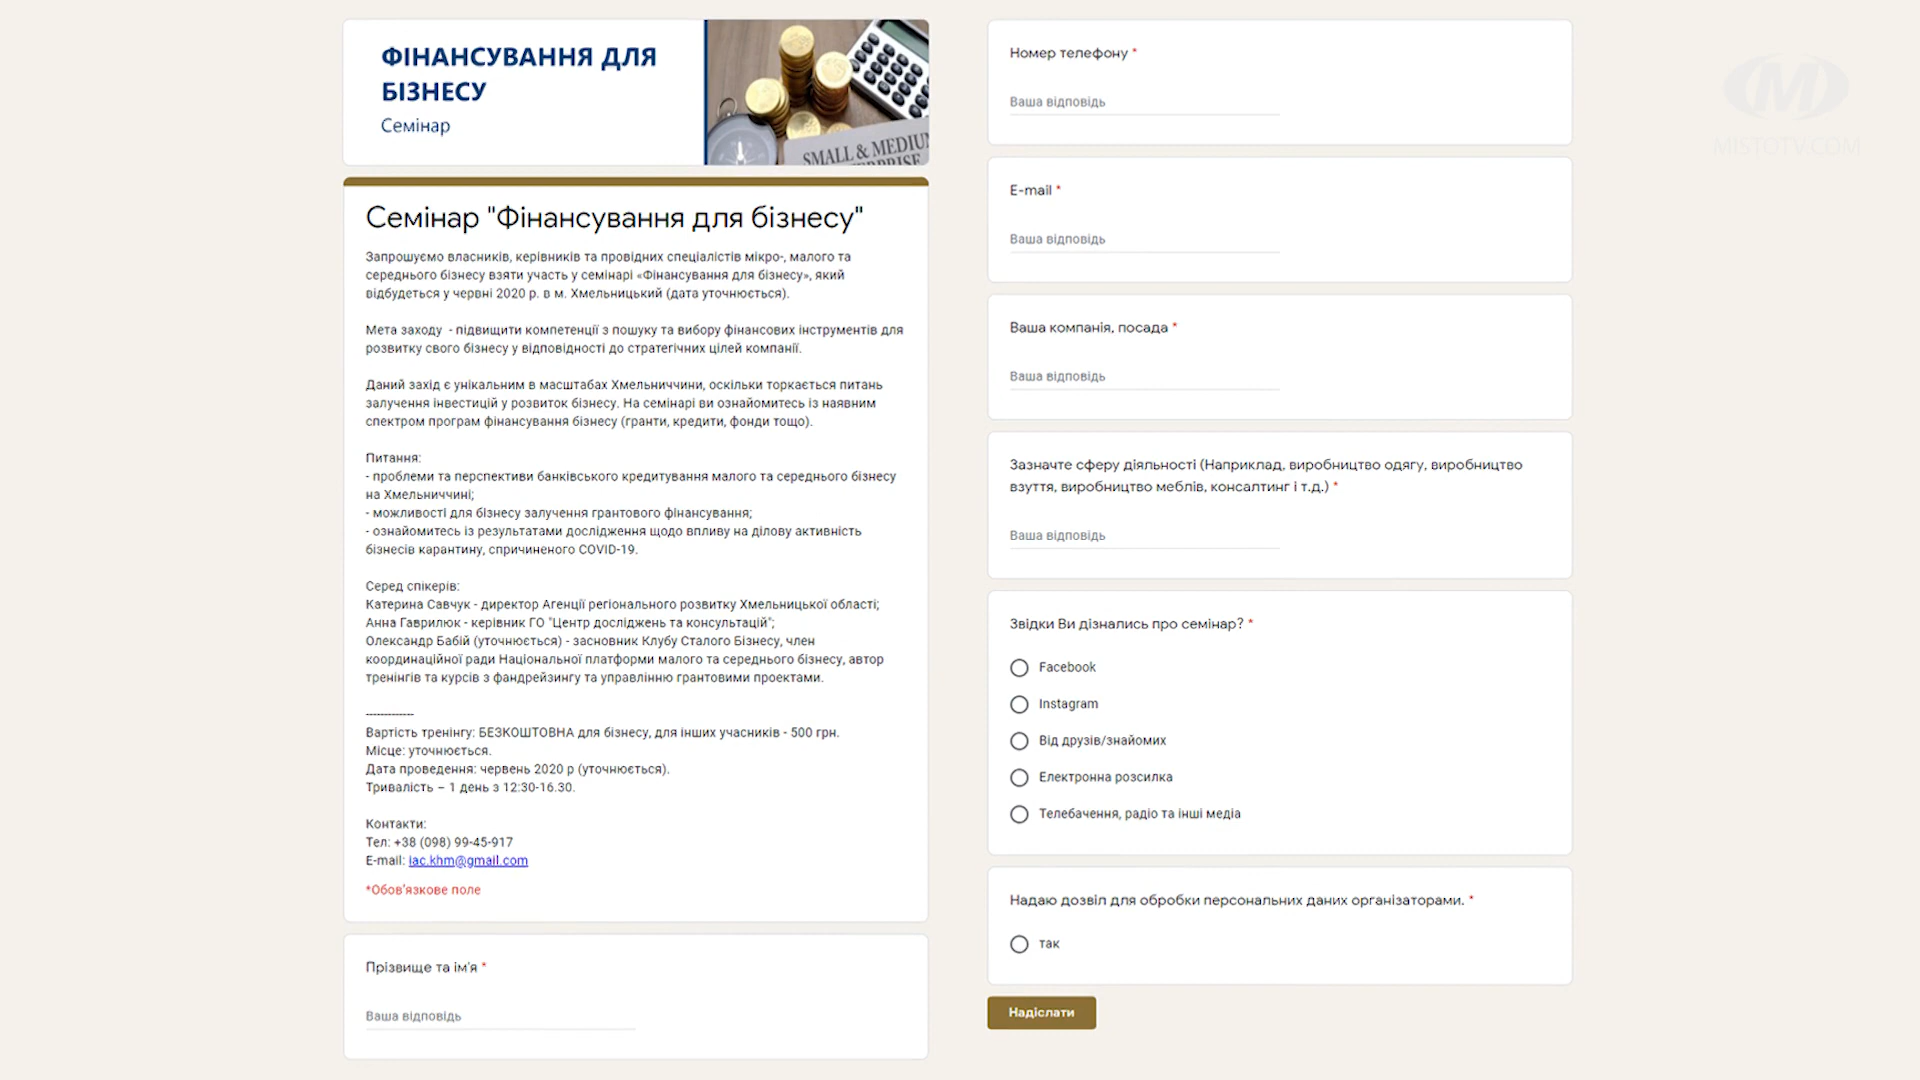 ФІНАНСУВАННЯ ДЛЯ
БІЗНЕСУ
Семінар
SMALL & MEDIUM
ENTERPRISE
Семінар "Фінансування для бізнесу"
Запрошуємо власників, керівників та провідних спеціалістів мікро-, малого та
середнього бізнесу взяти участь у семінарі «Фінансування для бізнесу», який
відбудеться у червні 2020 р. в м. Хмельницький (дата уточнюється).
Мета заходу - підвищити компетенції з пошуку та вибору фінансових інструментів для
розвитку свого бізнесу у відповідності до стратегічних цілей компанії.
Даний захід є унікальним в масштабах Хмельниччини, оскільки торкається питань
залучення інвестицій у розвиток бізнесу. На семінарі ви ознайомитесь із наявним
спектром програм фінансування бізнесу (гранти, кредити, фонди тощо).
Питання:
- проблеми та перспективи банківського кредитування малого та середнього бізнесу
на Хмельниччині;
- можливості для бізнесу залучення грантового фінансування;
- ознайомитесь із результатами дослідження щодо впливу на ділову активність
бізнесів карантину, спричиненого COVID-19.
Серед спікерів:
Катерина Савчук - директор Агенції регіонального розвитку Хмельницької області;
Анна Гаврилюк - керівник ГО "Центр досліджень та консультацій";
Олександр Бабій (уточнюється) - засновник Клубу Сталого Бізнесу, член
координаційної ради Національної платформи малого та середнього бізнесу, автор
тренінгів та курсів з фандрейзингу та управлінню грантовими проектами.
-------------
Вартість тренінгу: БЕЗКОШТОВНА для бізнесу, для інших учасників - 500 грн.
Місце: уточнюється.
Дата проведення: червень 2020 р (уточнюється).
Тривалість – 1 день з 12:30-16.30.
Контакти:
Тел: +38 (098) 99-45-917
E-mail: iac.khm@gmail.com
*Обов'язкове поле
Прізвище та ім'я *
Ваша відповідь
Номер телефону *
Ваша відповідь
E-mail *
Ваша відповідь
Ваша компанія, посада *
Ваша відповідь
Зазначте сферу діяльності (Наприклад, виробництво одягу, виробництво
взуття, виробництво меблів, консалтинг і т.д.) *
Ваша відповідь
Звідки Ви дізнались про семінар? *
Facebook
Instagram
Від друзів/знайомих
Електронна розсилка
Телебачення, радіо та інші медіа
Надаю дозвіл для обробки персональних даних організаторами. *
так
Надіслати
MISTOTV.COM